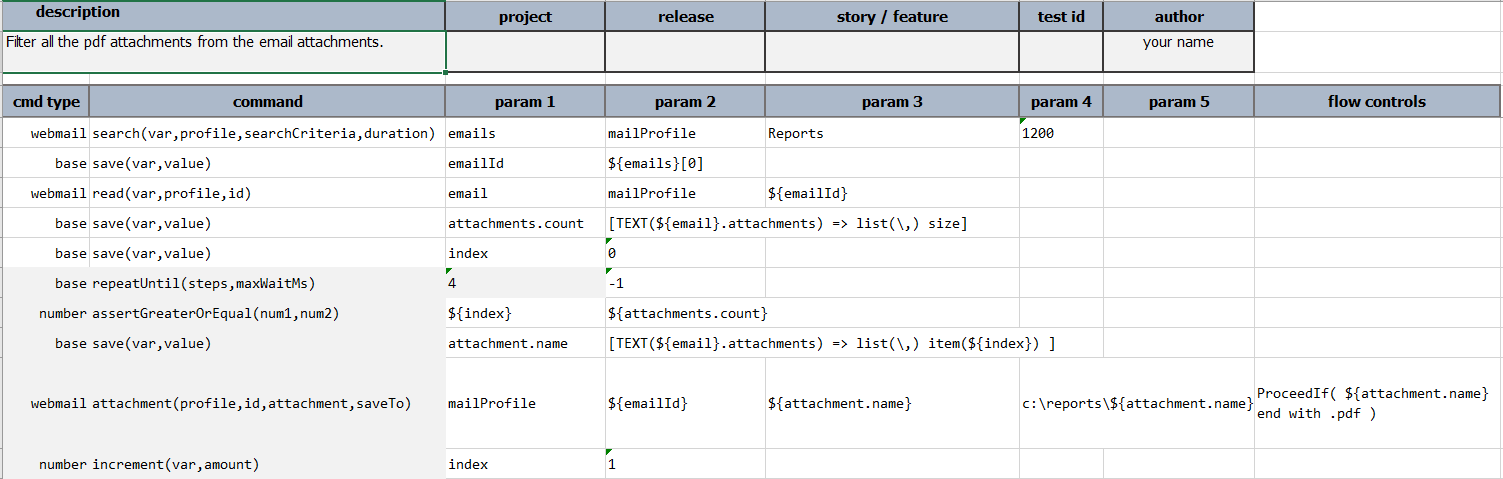 description project release story / feature test id author
Filter all the pdf attachments from the email attachments. your name
cmd type command param 1 param 2 param 3 param 4 param 5 flow controls
webmail search(var,profile,searchCriteria,duration) emails mailProfile Reports 1200
base save(var,value) emailId ${emails}[0]
webmail read(var,profile,id) email mailProfile ${emailId}
base save(var,value) attachments.count [TEXT(${email}.attachments) => list(\,) size]
base save(var,value) index 0
base repeatUntil(steps,maxWaitMs) 4 -1
number assertGreaterOrEqual(num1,num2) ${index} ${attachments.count}
base save(var,value) attachment.name [TEXT(${email}.attachments) => list(\,) item(${index}) ]
webmail attachment(profile,id,attachment,saveTo) mailProfile ${emailId} ${attachment.name} c:\reports\${attachment.name} ProceedIf( ${attachment.name}
end with .pdf )
number increment(var,amount) index 1